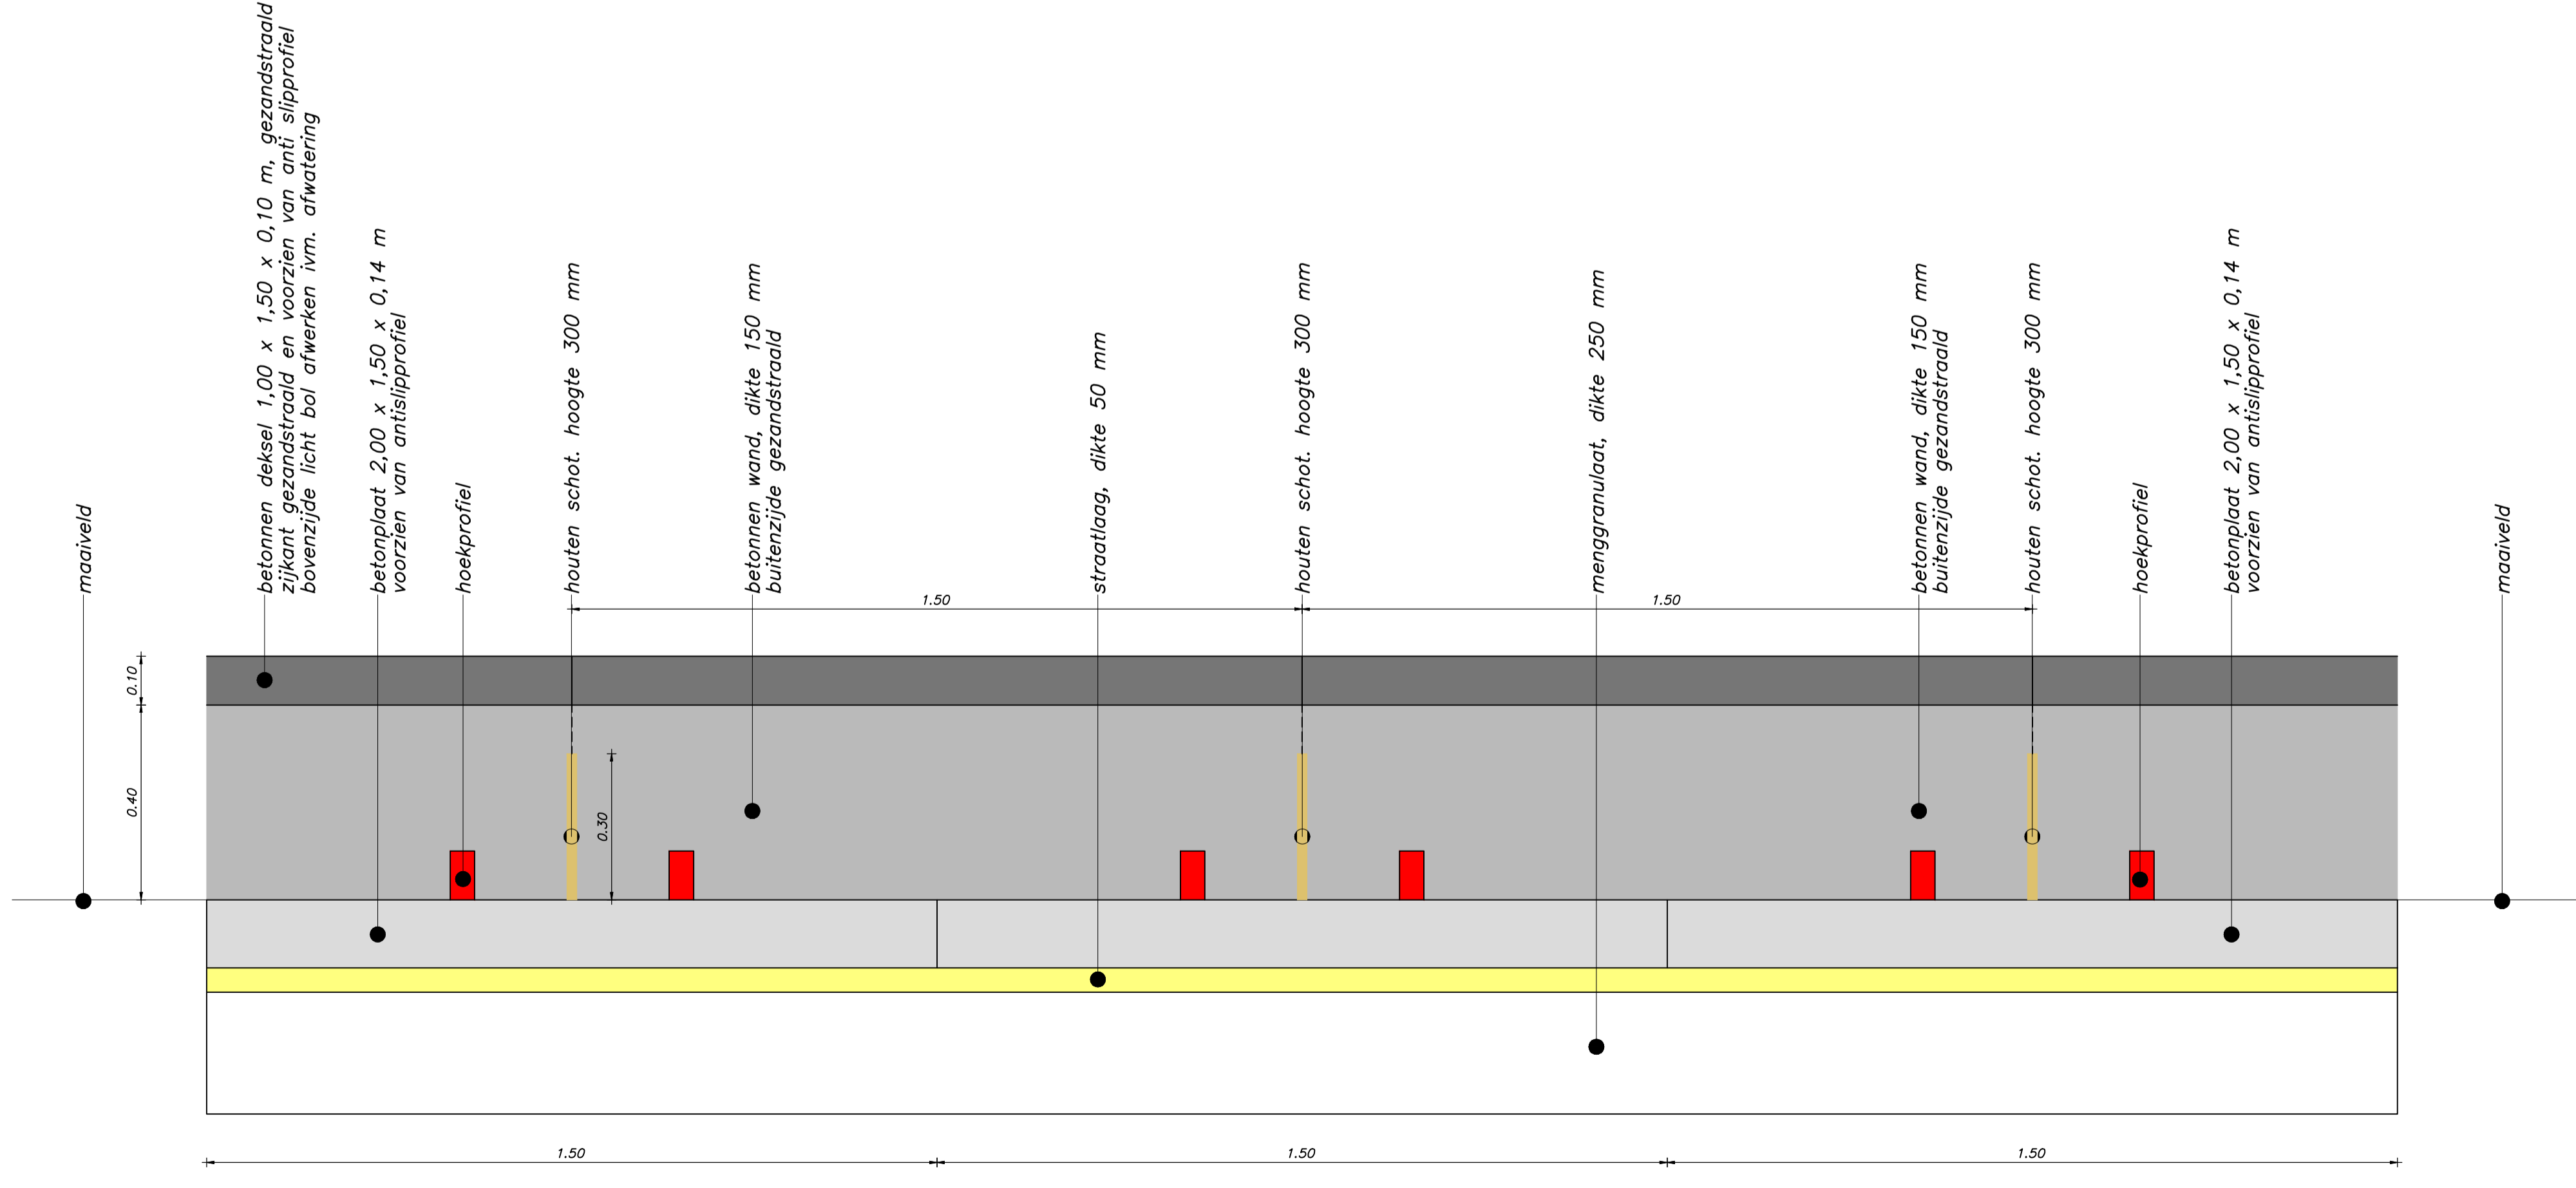 maaiveld
betonnen deksel 1,00 x 1,50 x 0,10 m, gezandstraald
zijkant gezandstraald en voorzien van anti slipprofiel
bovenzijde licht bol afwerken ivm. afwatering
betonplaat 2,00 x 1,50 x 0,14 m
voorzien van antislipprofiel
hoekprofiel
houten schot. hoogte 300 mm
betonnen wand, dikte 150 mm
buitenzijde gezandstraald
straatlaag, dikte 50 mm
houten schot. hoogte 300 mm
menggranulaat, dikte 250 mm
betonnen wand, dikte 150 mm
buitenzijde gezandstraald
houten schot. hoogte 300 mm
hoekprofiel
betonplaat 2,00 x 1,50 x 0,14 m
voorzien van antislipprofiel
maaiveld
1.50
1.50
0.10
0.40
0.30
1.50
1.50
1.50